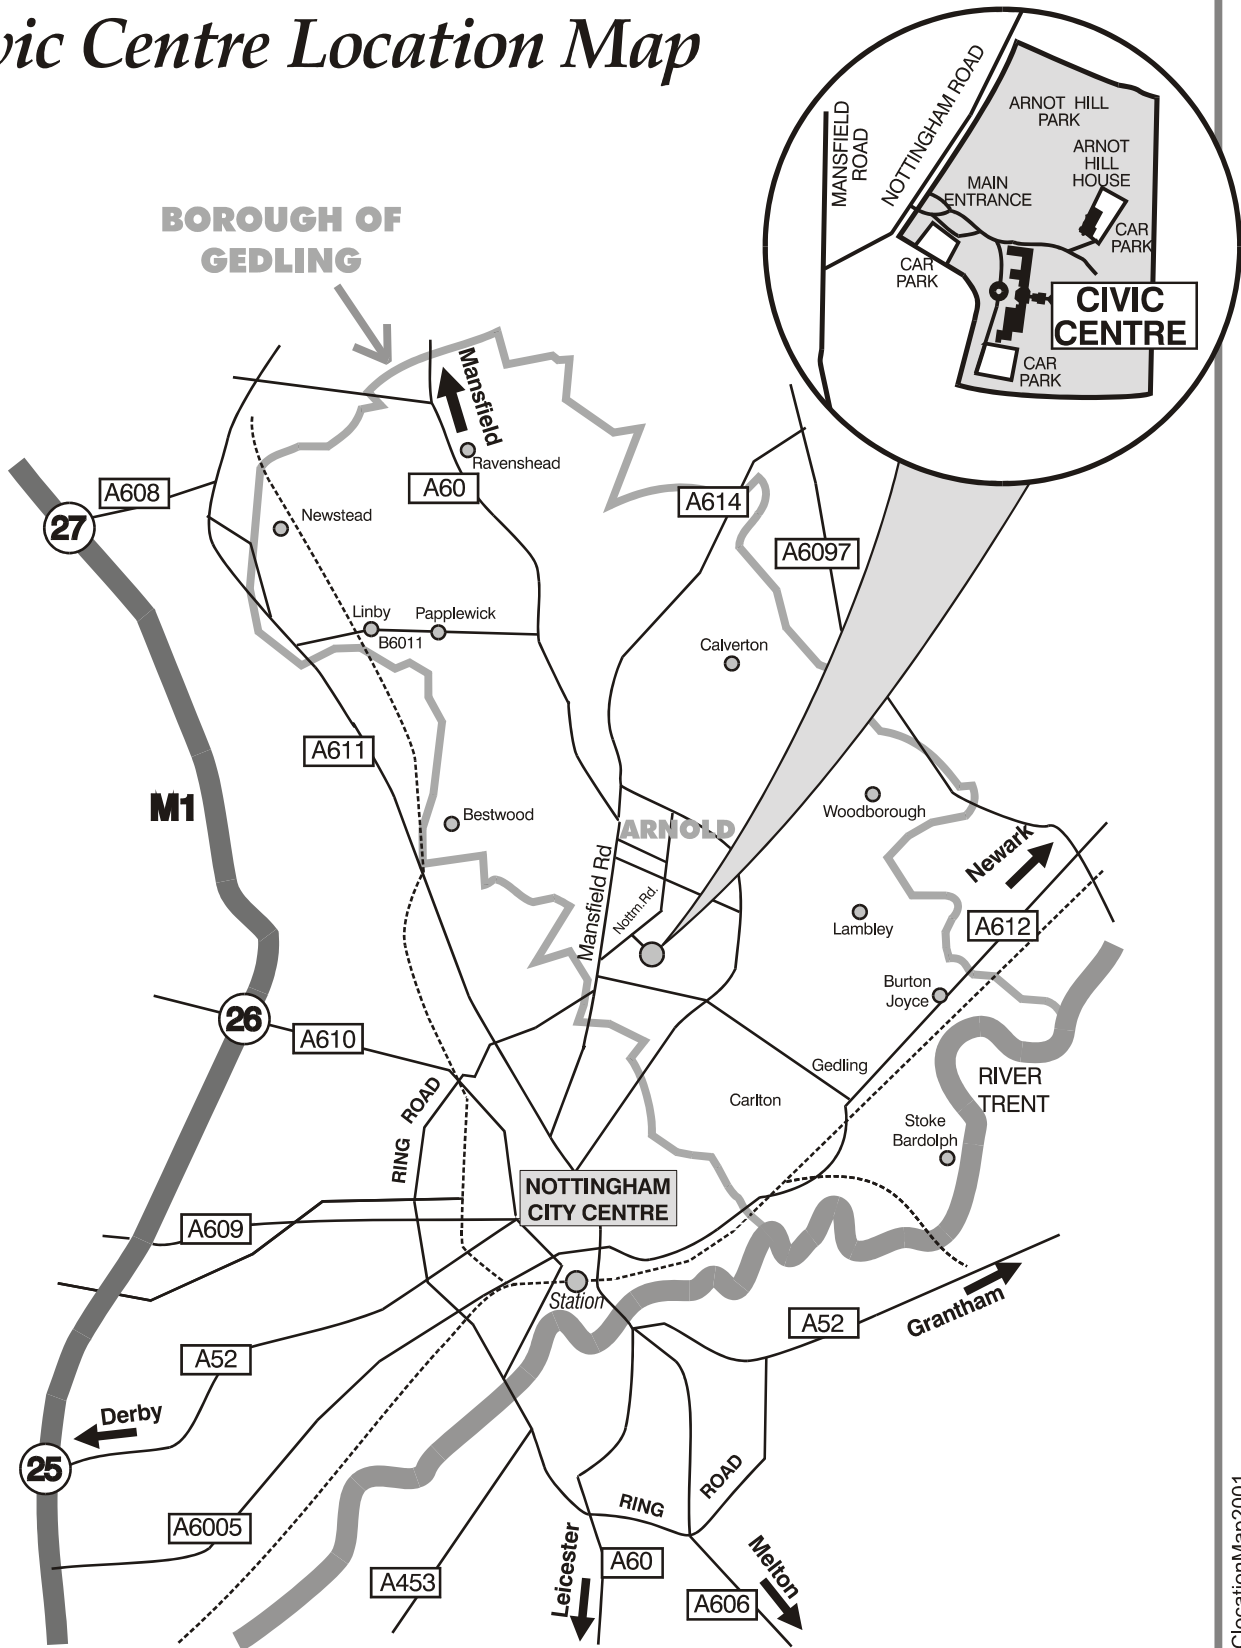 vic Centre Location Map
BOROUGH OF
GEDLING
MANSFIELD
ROAD
NOTTINGHAM ROAD
ARNOT HILL
PARK
ARNOT
HILL
HOUSE
MAIN
ENTRANCE
CAR
PARK
CAR
PARK
CIVIC
CENTRE
CAR
PARK
Mansfield
Ravenshead
A60
A608
27
Newstead
A614
A6097
Linby
Papplewick
B6011
Calverton
A611
M1
Bestwood
ARNOLD
Woodborough
Mansfield Rd
Nottm.Rd.
Newark
Lambley
A612
Burton
Joyce
26
A610
Gedling
RIVER
TRENT
Carlton
Stoke
Bardolph
RING
ROAD
NOTTINGHAM
CITY CENTRE
A609
Station
A52
Grantham
A52
Derby
25
RING
ROAD
A6005
A453
Leicester
A60
Melton
A606
ClocationMap2001